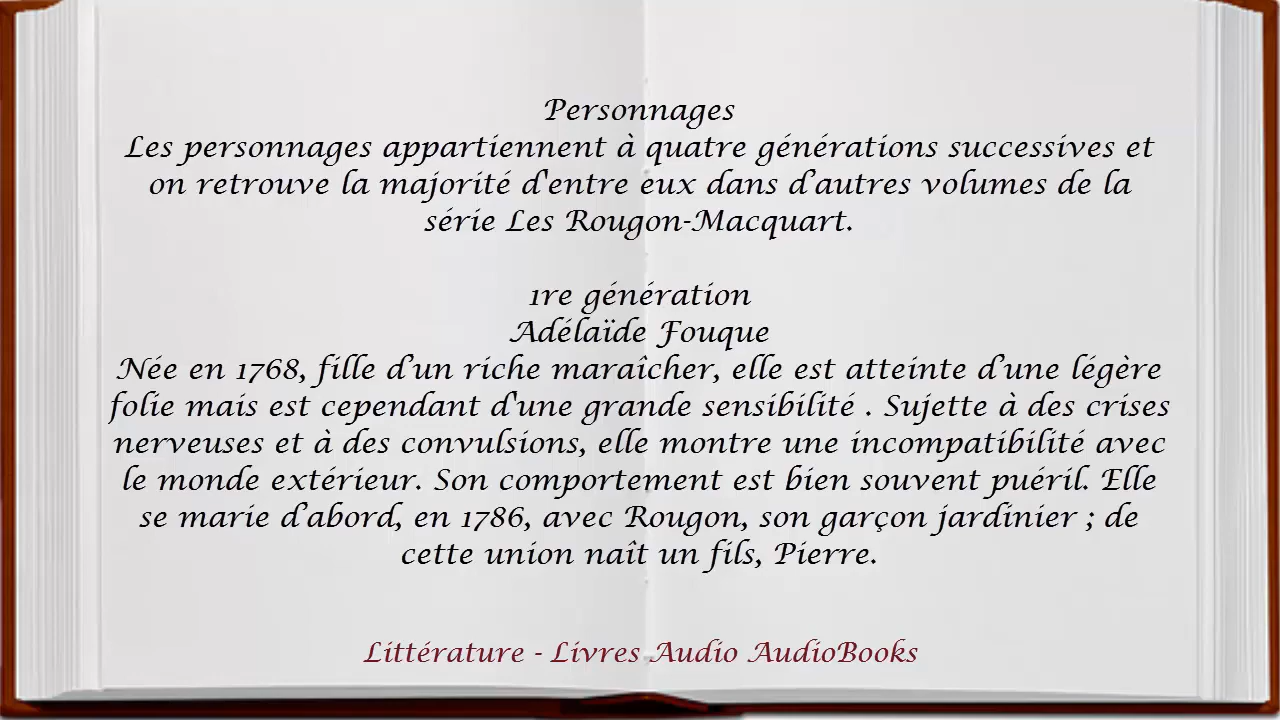 Personnages
Les personnages appartiennent à quatre générations successives et
on retrouve la majorité d'entre eux dans d’autres volumes de la
série Les Rougon-Macquart.
1re génération
Adélaïde Fouque
Née en 1768, fille d’un riche maraîcher, elle est atteinte d’une légère
folie mais est cependant d'une grande sensibilité . Sujette à des crises
nerveuses et à des convulsions, elle montre une incompatibilité avec
le monde extérieur. Son comportement est bien souvent puéril. Elle
se marie d’abord, en 1786, avec Rougon, son garçon jardinier ; de
cette union naît un fils, Pierre.
Littérature - Livres Audio AudioBooks